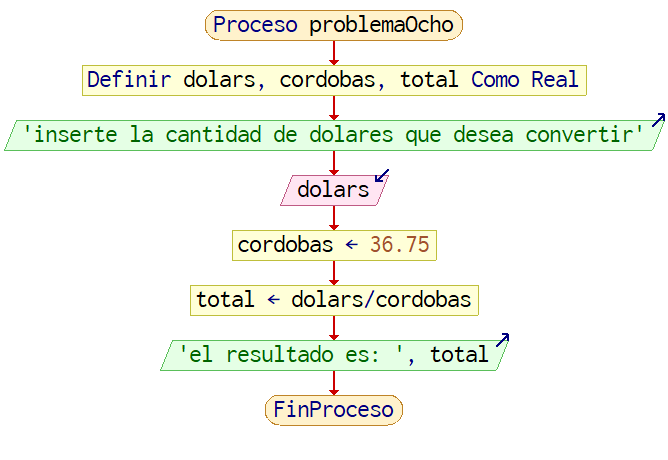 Proceso problemaOcho
Definir dolars, cordobas, total Como Real
'inserte la cantidad de dolares que desea convertir'
dolars
cordobas ← 36.75
total ← dolars/cordobas
'el resultado es: ', total
FinProceso